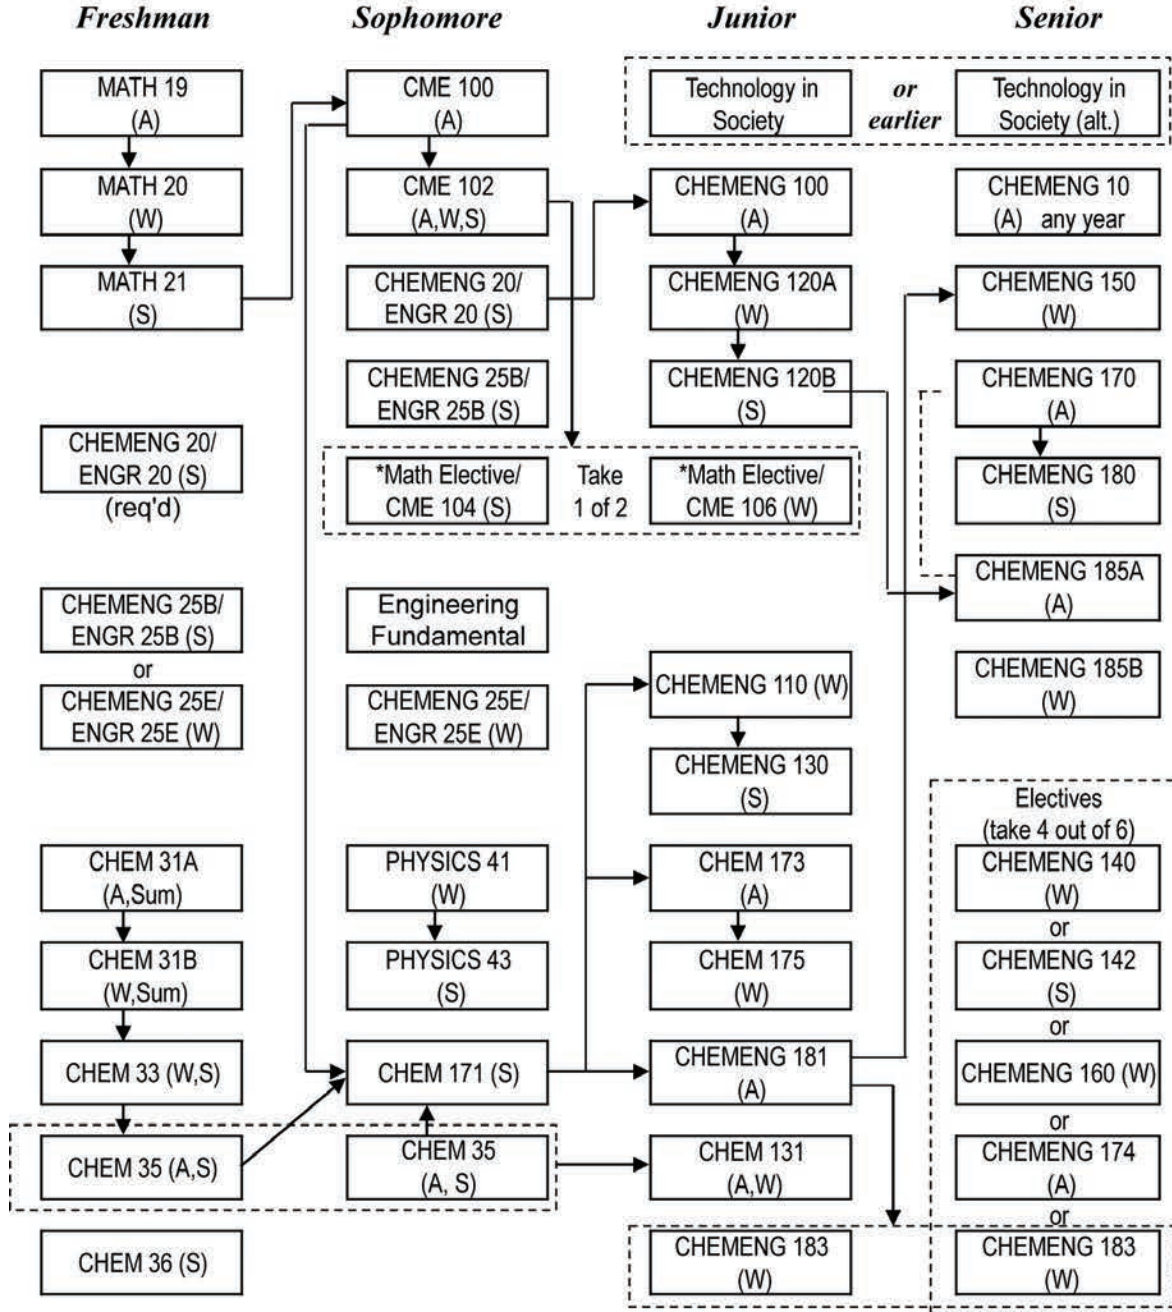 Freshman
Sophomore
Junior
Senior
MATH 19
(A)
MATH 20
(W)
MATH 21
(S)
CHEMENG 20/
ENGR 20 (S)
(req'd)
CHEMENG 25B/
ENGR 25B (S)
or
CHEMENG 25E/
ENGR 25E (W)
CHEM 31A
(A,Sum)
CHEM 31B
(W,Sum)
CHEM 33 (W,S)
CHEM 35 (A,S)
CHEM 36 (S)
CME 100
(A)
CME 102
(A,W,S)
CHEMENG 20/
ENGR 20 (S)
CHEMENG 25B/
ENGR 25B (S)
*Math Elective/
CME 104 (S)
Take
1 of 2
*Math Elective/
CME 106 (W)
Engineering
Fundamental
CHEMENG 25E/
ENGR 25E (W)
PHYSICS 41
(W)
PHYSICS 43
(S)
CHEM 171 (S)
CHEM 35
(A, S)
Technology in
Society
or
earlier
Technology in
Society (alt.)
CHEMENG 100
(A)
CHEMENG 120A
(W)
CHEMENG 120B
(S)
CHEMENG 110 (W)
CHEMENG 130
(S)
CHEM 173
(A)
CHEM 175
(W)
CHEMENG 181
(A)
CHEM 131
(A,W)
CHEMENG 183
(W)
CHEMENG 10
(A) any year
CHEMENG 150
(W)
CHEMENG 170
(A)
CHEMENG 180
(S)
CHEMENG 185A
(A)
CHEMENG 185B
(W)
Electives
(take 4 out of 6)
CHEMENG 140
(W)
or
CHEMENG 142
(S)
or
CHEMENG 160 (W)
or
CHEMENG 174
(A)
or
CHEMENG 183
(W)